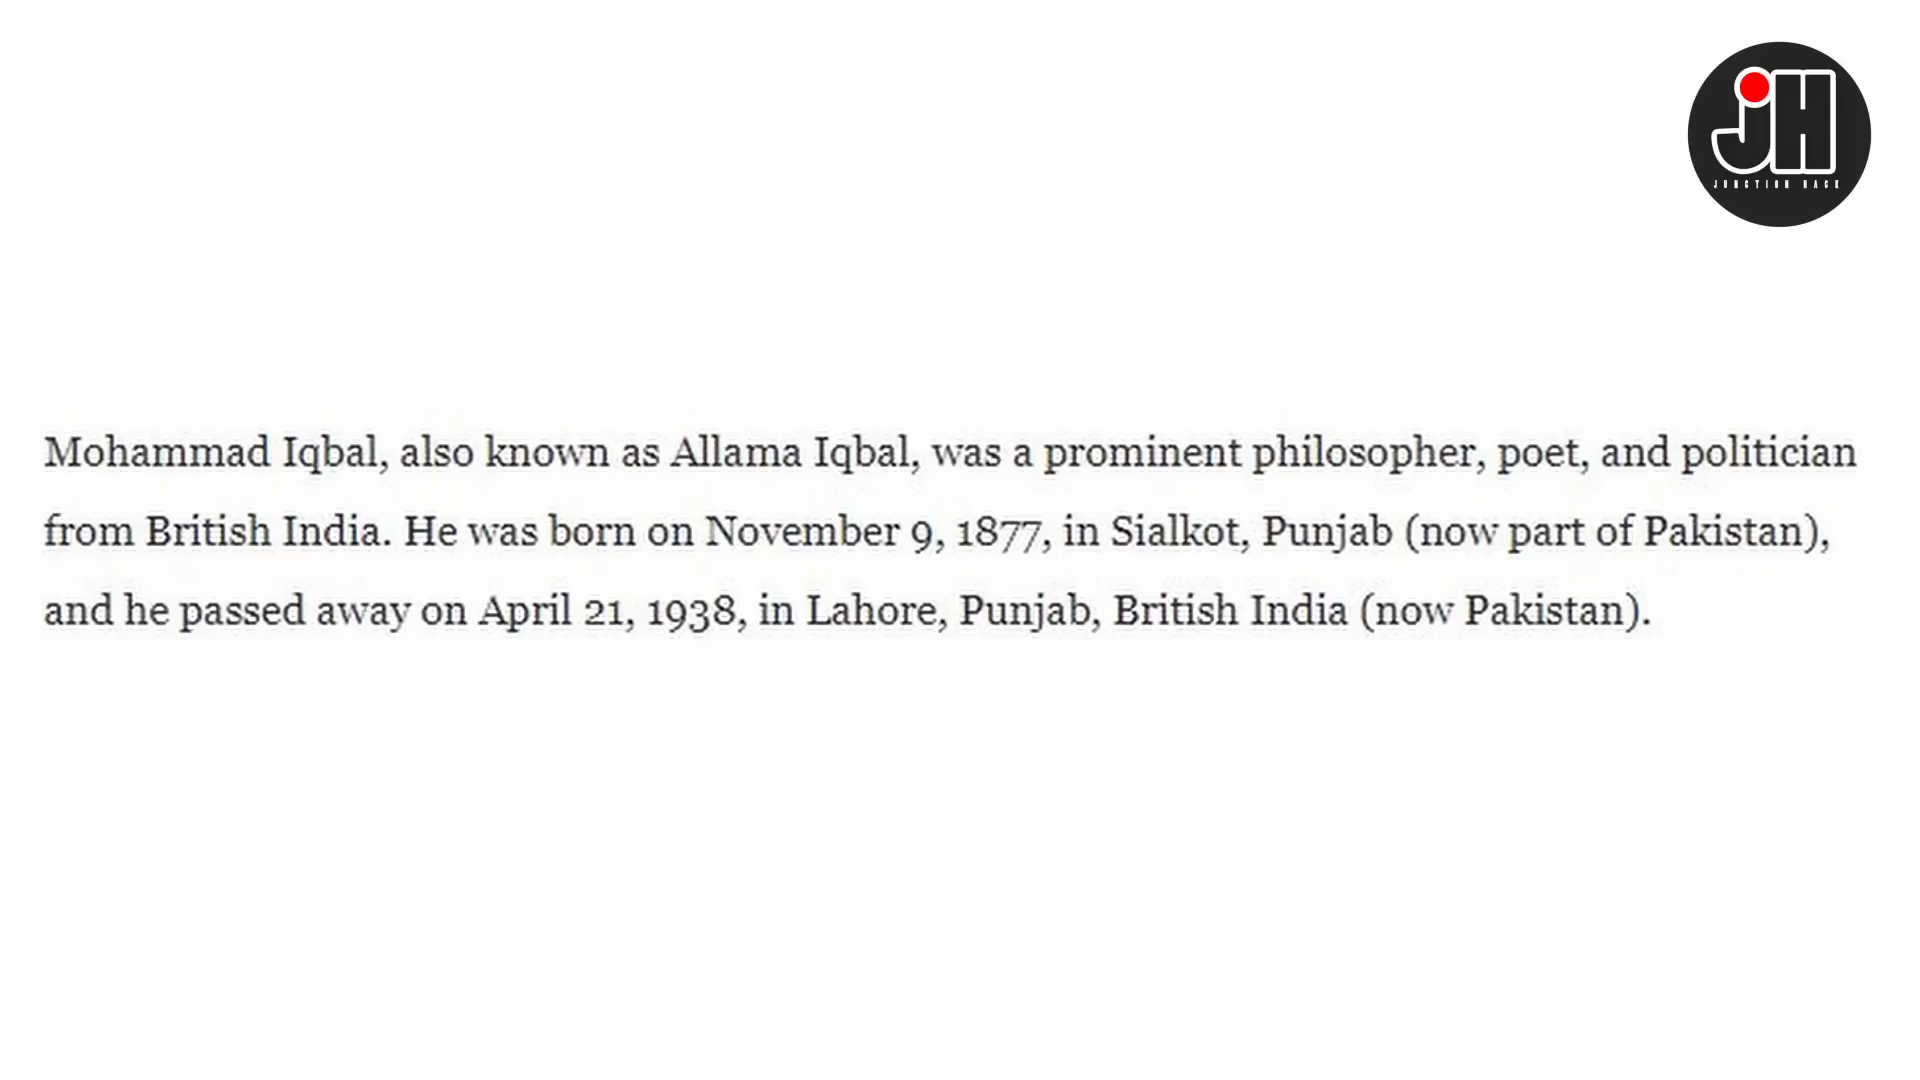 JH
JUNCTION HACK
Mohammad Iqbal, also known as Allama Iqbal, was a prominent philosopher, poet, and politician
from British India. He was born on November 9, 1877, in Sialkot, Punjab (now part of Pakistan),
and he passed away on April 21, 1938, in Lahore, Punjab, British India (now Pakistan).